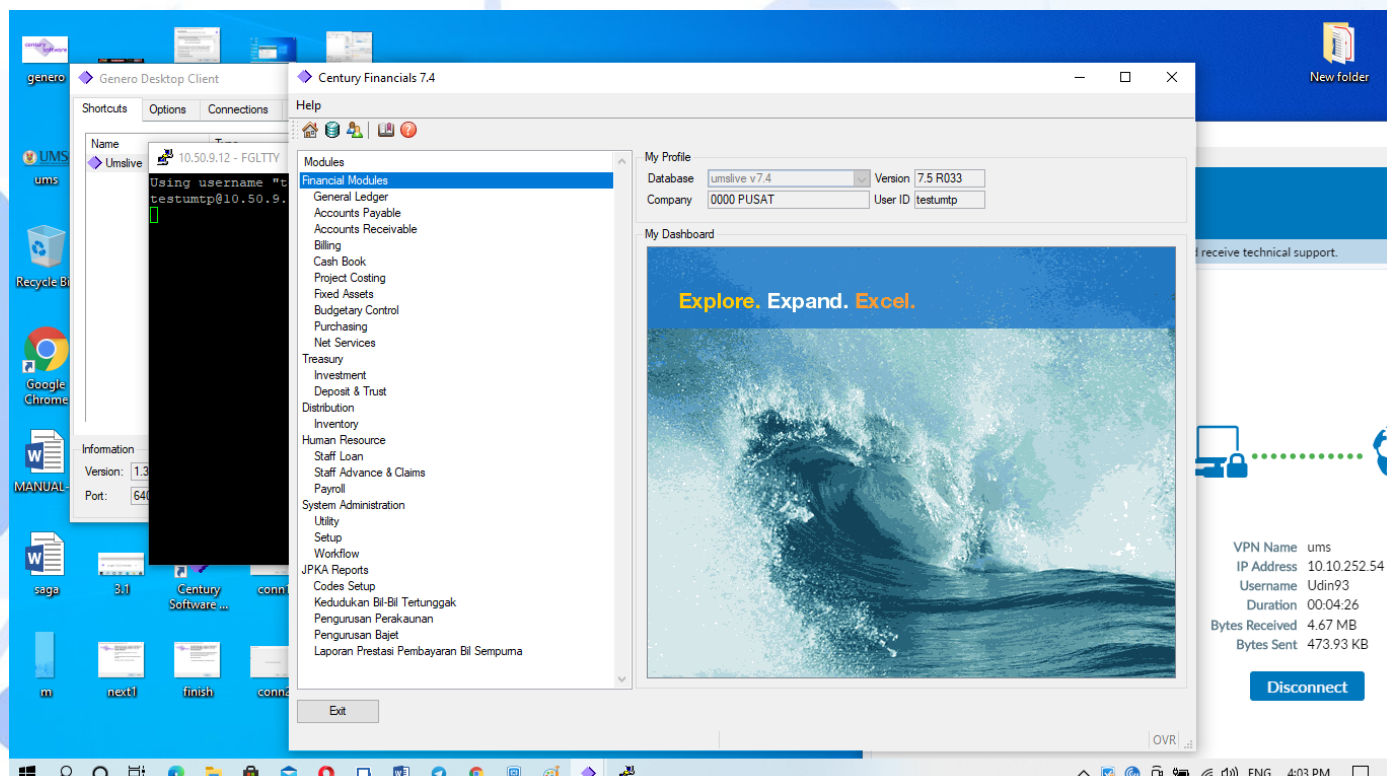 genero
UMS
ums
Recycle Bi
Google
Chrome
MANUAL-
saga
3.1
Century
Software ...
conn1
m
next1
finish
conn2
New folder
Genero Desktop Client
Shortcuts
Options
Connections
Name
Umslive
Information
Version: 1.3
Port: 640
10.50.9.12 - FGLTTY
Using username "t
testumtp@10.50.9.
Century Financials 7.4
Help
Modules
Financial Modules
General Ledger
Accounts Payable
Accounts Receivable
Billing
Cash Book
Project Costing
Fixed Assets
Budgetary Control
Purchasing
Net Services
Treasury
Investment
Deposit & Trust
Distribution
Inventory
Human Resource
Staff Loan
Staff Advance & Claims
Payroll
System Administration
Utility
Setup
Workflow
JPKA Reports
Codes Setup
Kedudukan Bil-Bil Tertunggak
Pengurusan Perakaunan
Pengurusan Bajet
Laporan Prestasi Pembayaran Bil Sempurna
Exit
My Profile
Database umslive v7.4 Version 7.5 R033
Company 0000 PUSAT User ID testumtp
My Dashboard
Explore. Expand. Excel.
OVR
receive technical support.
VPN Name ums
IP Address 10.10.252.54
Username Udin93
Duration 00:04:26
Bytes Received 4.67 MB
Bytes Sent 473.93 KB
Disconnect
ENG 4:03 PM